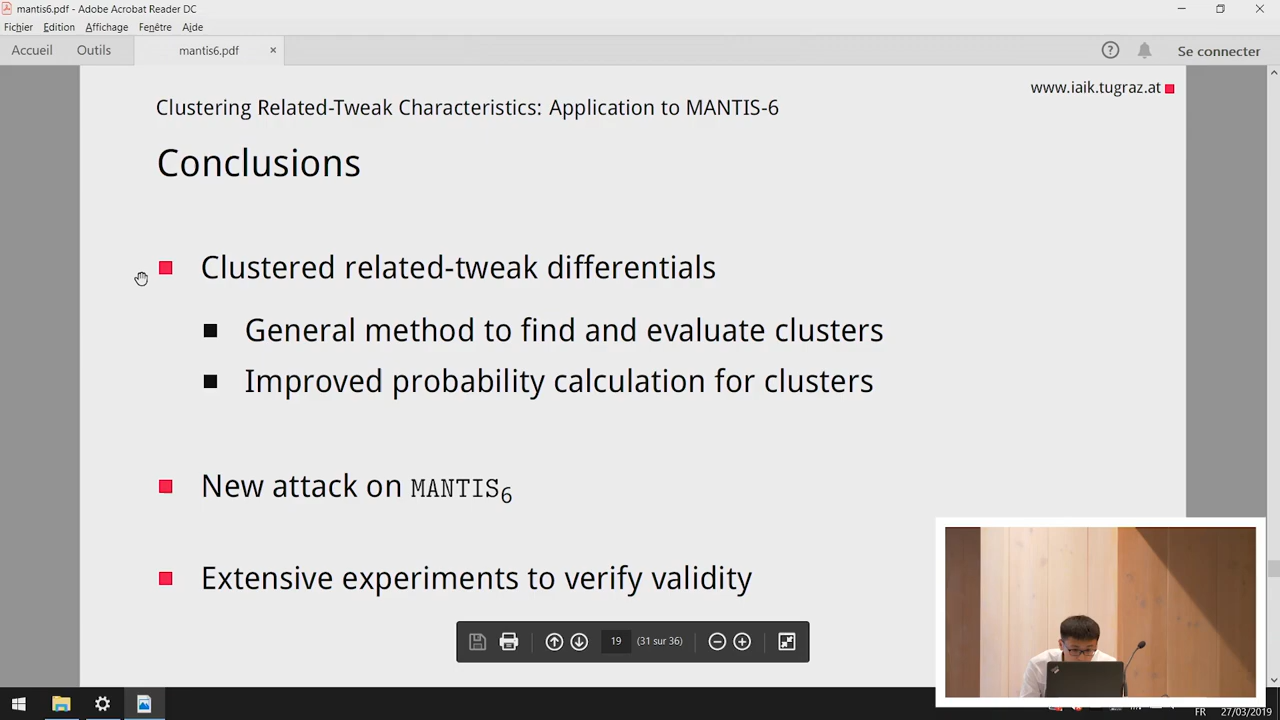 mantis6.pdf - Adobe Acrobat Reader DC
Fichier Edition Affichage Fenêtre Aide
Accueil Outils mantis6.pdf × ? Se connecter
www.iaik.tugraz.at
Clustering Related-Tweak Characteristics: Application to MANTIS-6
Conclusions
Clustered related-tweak differentials
General method to find and evaluate clusters
Improved probability calculation for clusters
New attack on MANTIS6
Extensive experiments to verify validity
19 (31 sur 36)
FR 27/03/2019